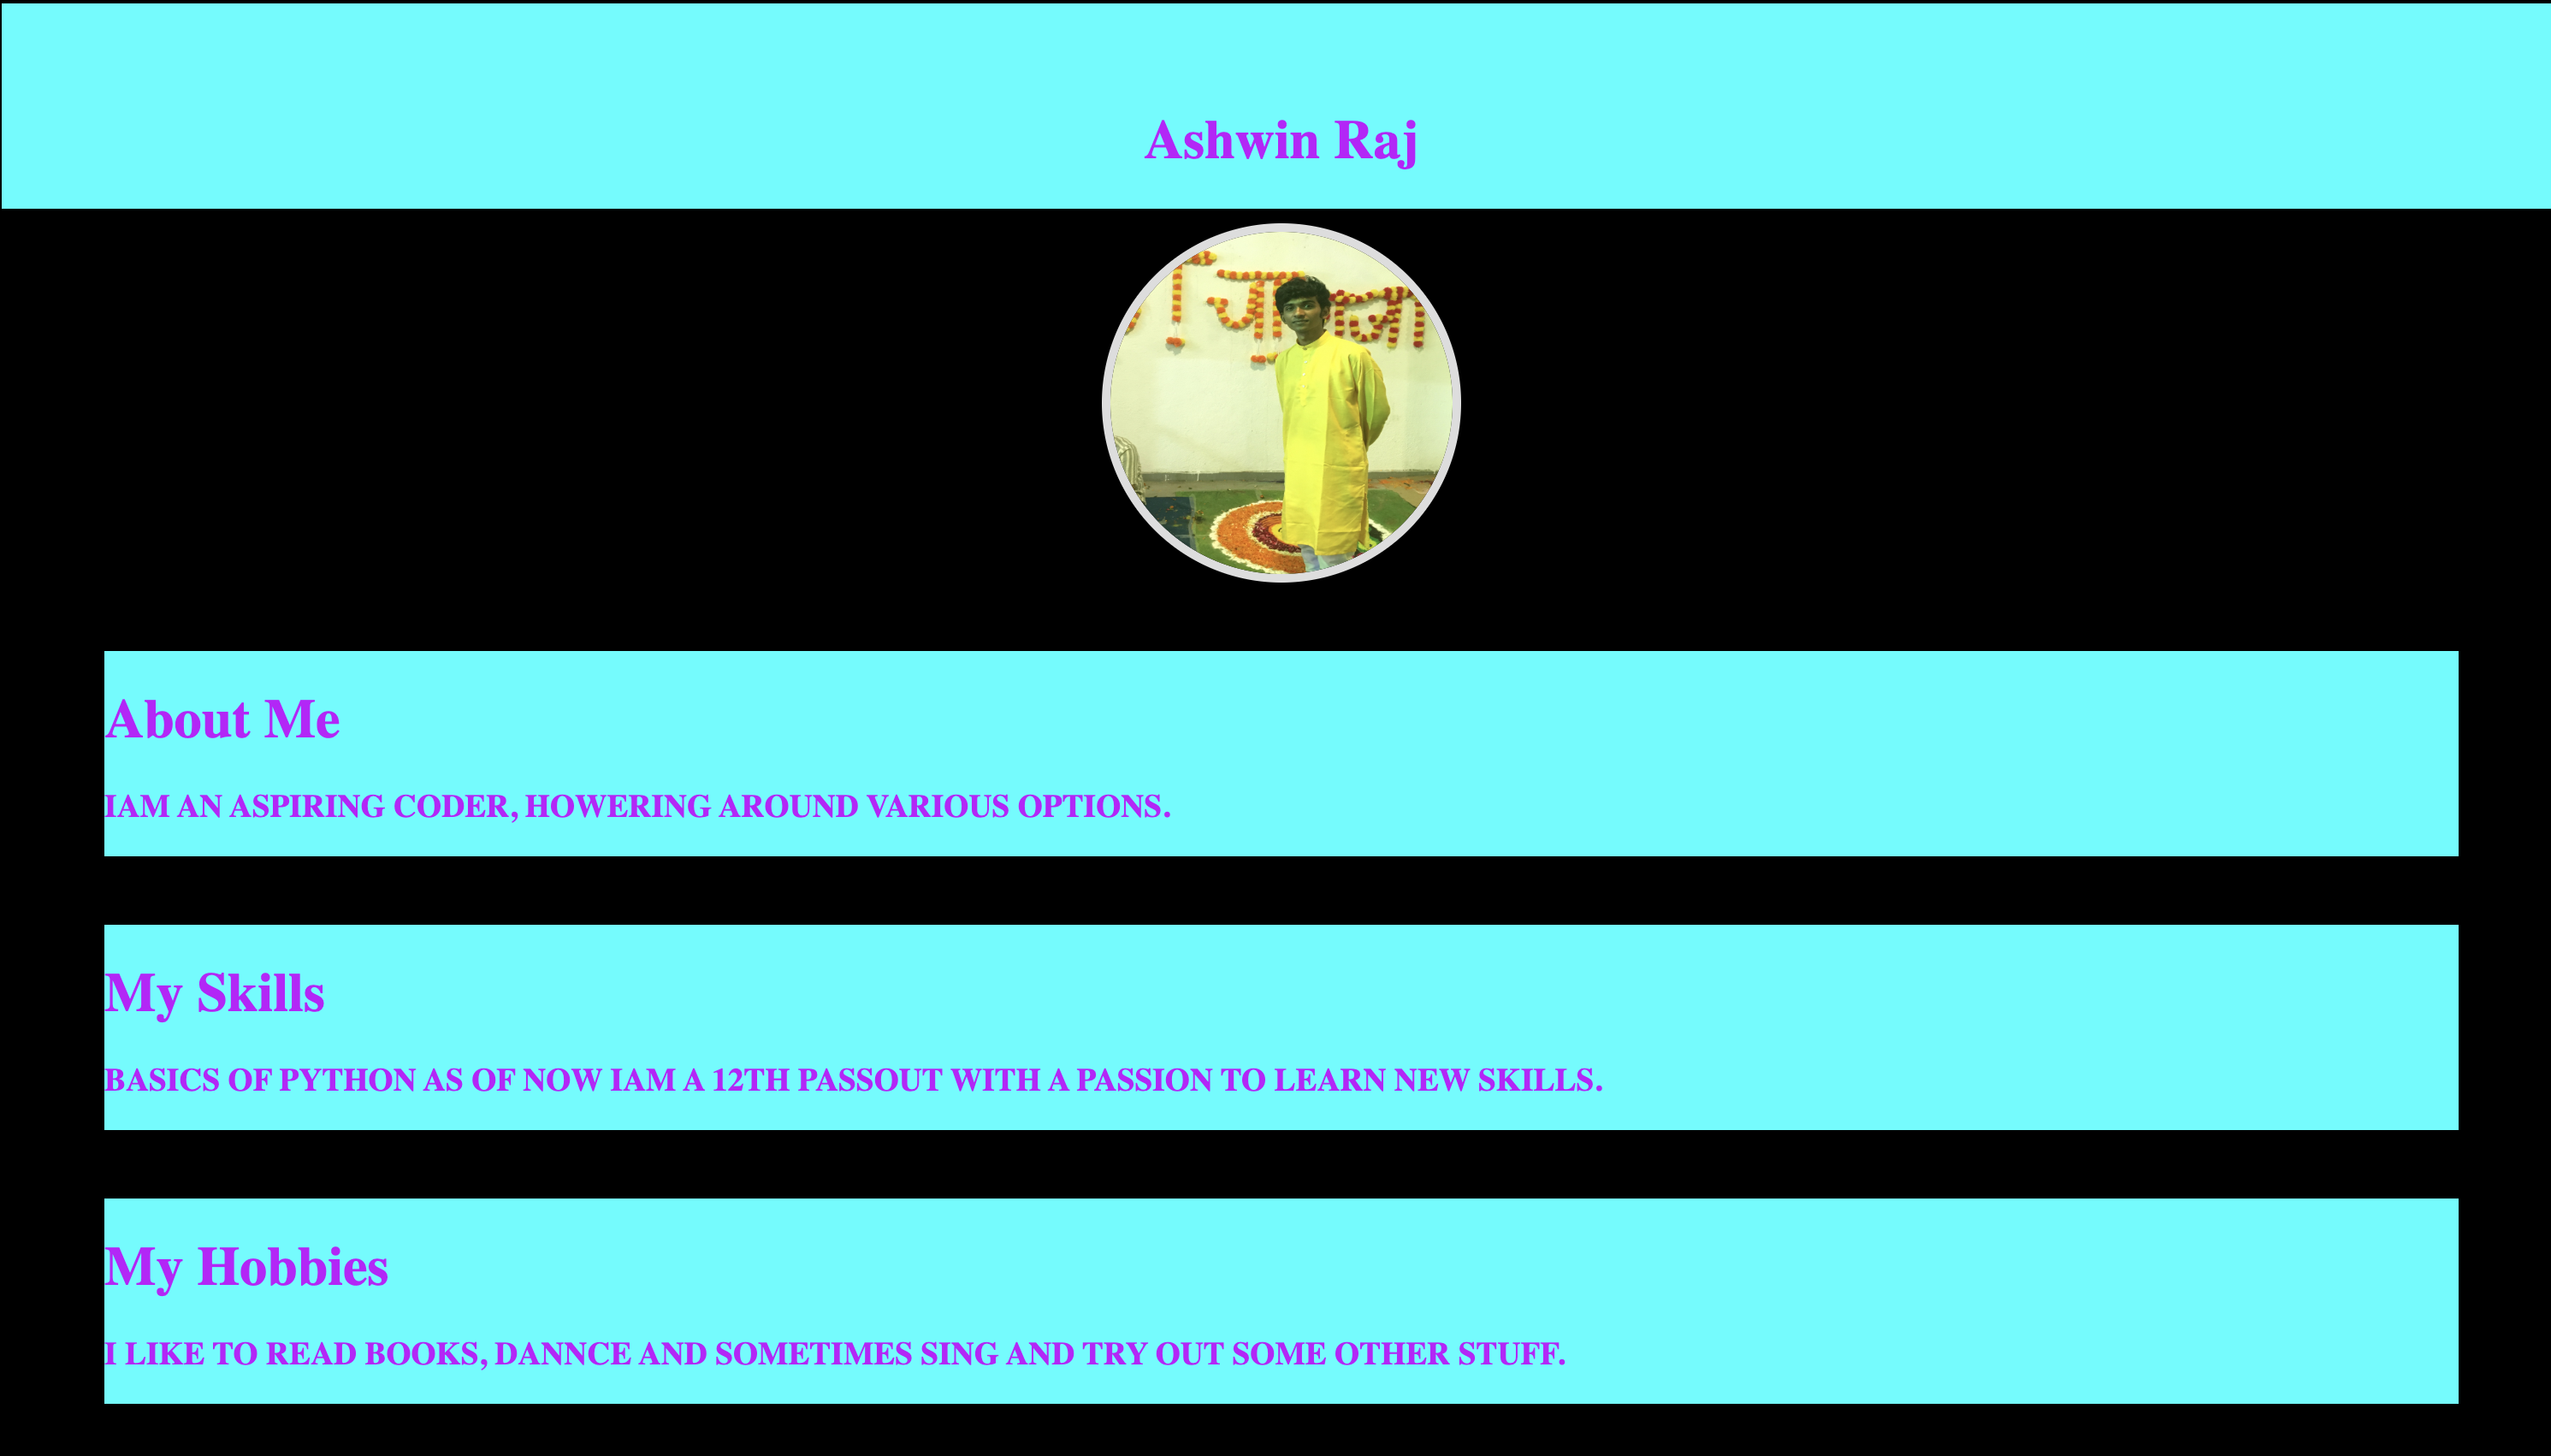 Ashwin Raj
About Me
IAM AN ASPIRING CODER, HOWERING AROUND VARIOUS OPTIONS.
My Skills
BASICS OF PYTHON AS OF NOW IAM A 12TH PASSOUT WITH A PASSION TO LEARN NEW SKILLS.
My Hobbies
I LIKE TO READ BOOKS, DANNCE AND SOMETIMES SING AND TRY OUT SOME OTHER STUFF.